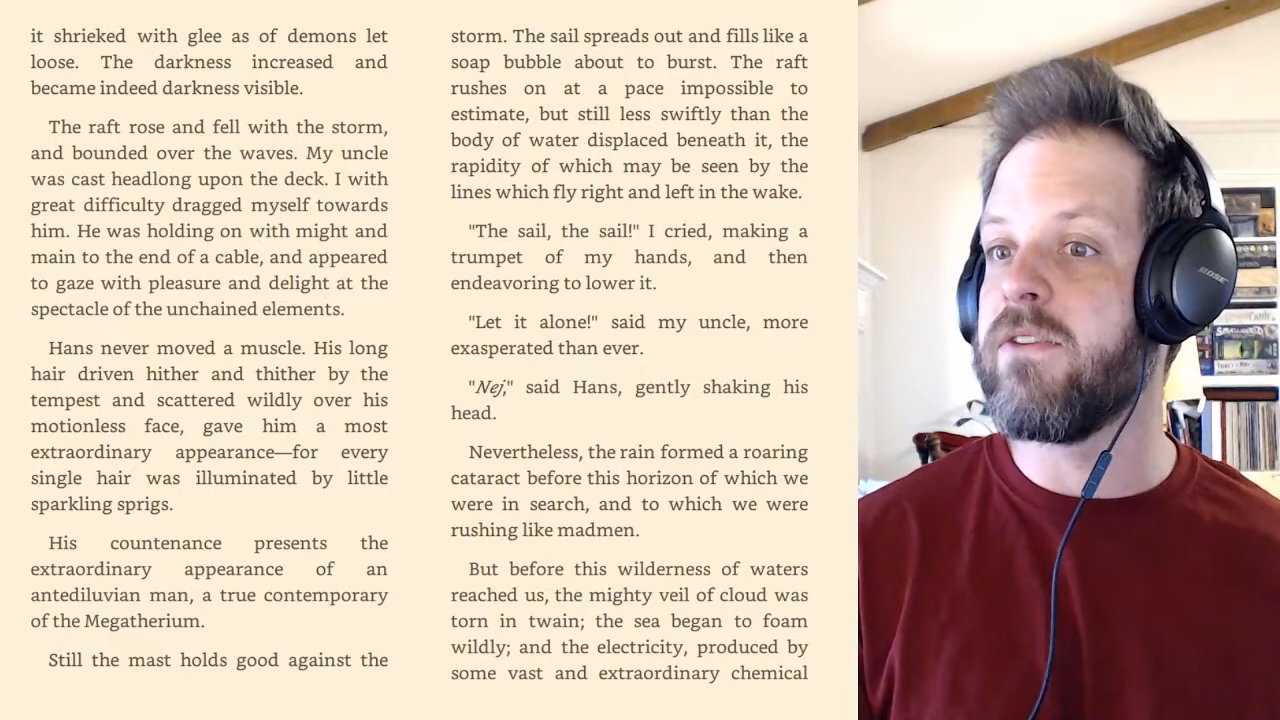 it shrieked with glee as of demons let
loose. The darkness increased and
became indeed darkness visible.
The raft rose and fell with the storm,
and bounded over the waves. My uncle
was cast headlong upon the deck. I with
great difficulty dragged myself towards
him. He was holding on with might and
main to the end of a cable, and appeared
to gaze with pleasure and delight at the
spectacle of the unchained elements.
Hans never moved a muscle. His long
hair driven hither and thither by the
tempest and scattered wildly over his
motionless face, gave him a most
extraordinary appearance—for every
single hair was illuminated by little
sparkling sprigs.
His countenance presents the
extraordinary appearance of an
antediluvian man, a true contemporary
of the Megatherium.
Still the mast holds good against the
storm. The sail spreads out and fills like a
soap bubble about to burst. The raft
rushes on at a pace impossible to
estimate, but still less swiftly than the
body of water displaced beneath it, the
rapidity of which may be seen by the
lines which fly right and left in the wake.
"The sail, the sail!" I cried, making a
trumpet of my hands, and then
endeavoring to lower it.
"Let it alone!" said my uncle, more
exasperated than ever.
"Nej," said Hans, gently shaking his
head.
Nevertheless, the rain formed a roaring
cataract before this horizon of which we
were in search, and to which we were
rushing like madmen.
But before this wilderness of waters
reached us, the mighty veil of cloud was
torn in twain; the sea began to foam
wildly; and the electricity, produced by
some vast and extraordinary chemical
BOSE